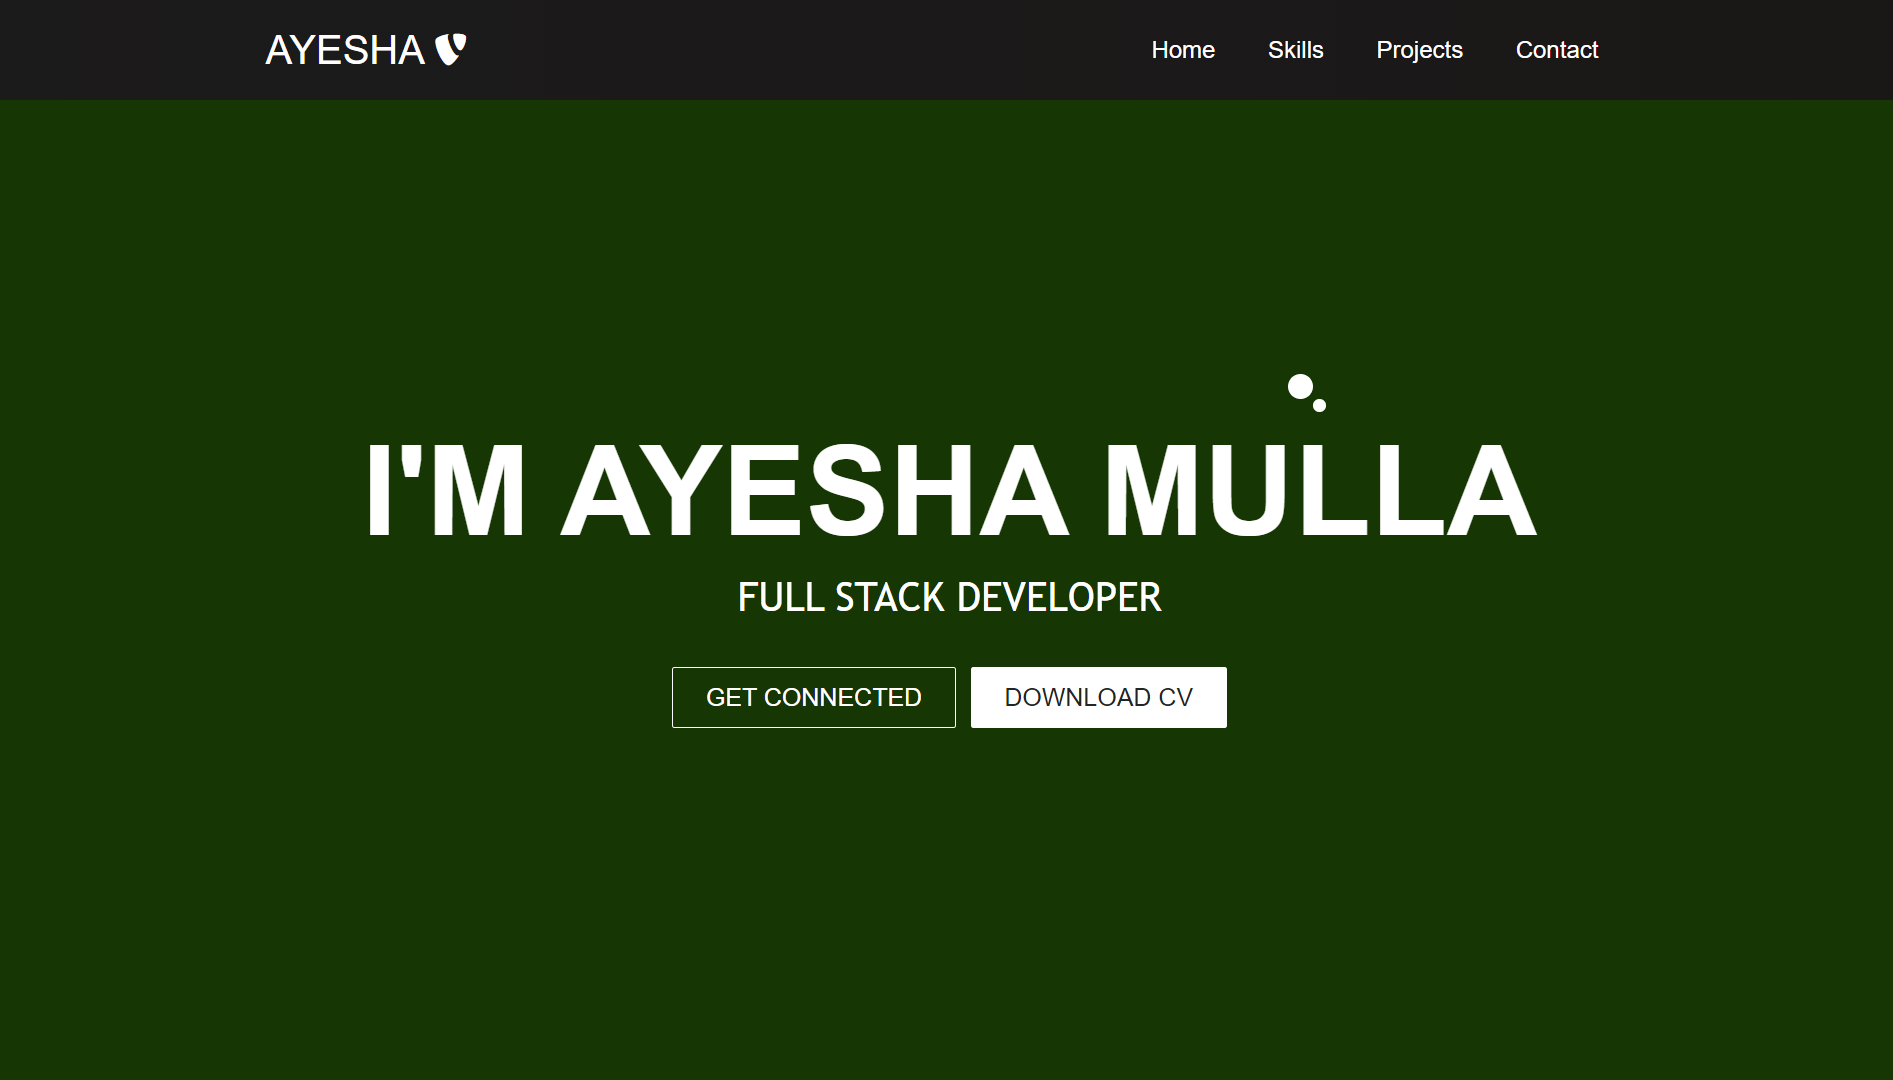 AYESHA
Home Skills Projects Contact
I'M AYESHA MULLA
FULL STACK DEVELOPER
GET CONNECTED
DOWNLOAD CV